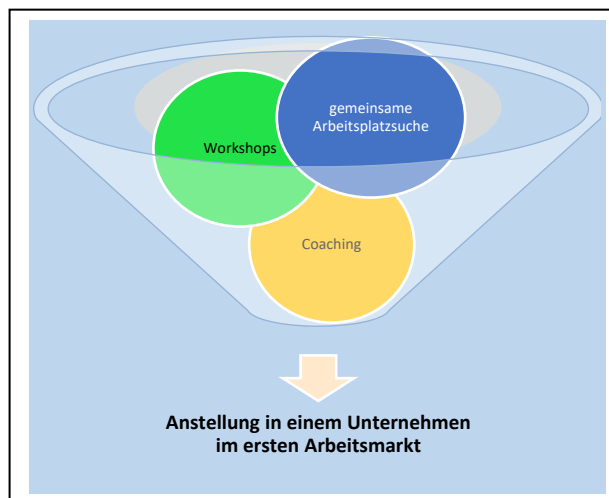 gemeinsame
Arbeitsplatzsuche
Workshops
Coaching
Anstellung in einem Unternehmen
im ersten Arbeitsmarkt